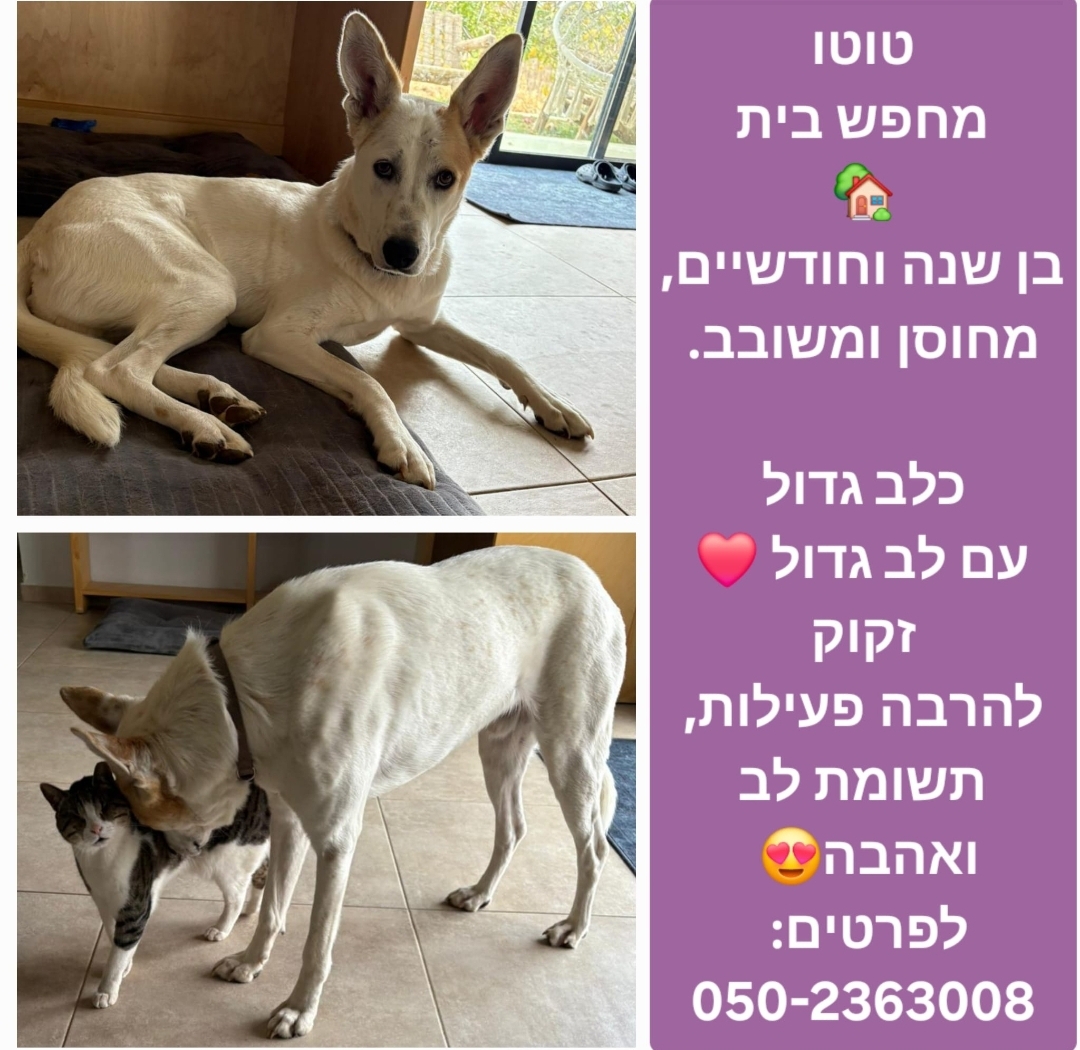 טוטו
מחפש בית
🏡
בן שנה וחודשיים,
מחוסן ומשובב.
כלב גדול
עם לב גדול ❤️
זקוק
להרבה פעילות,
תשומת לב
ואהבה😍
לפרטים:
050-2363008